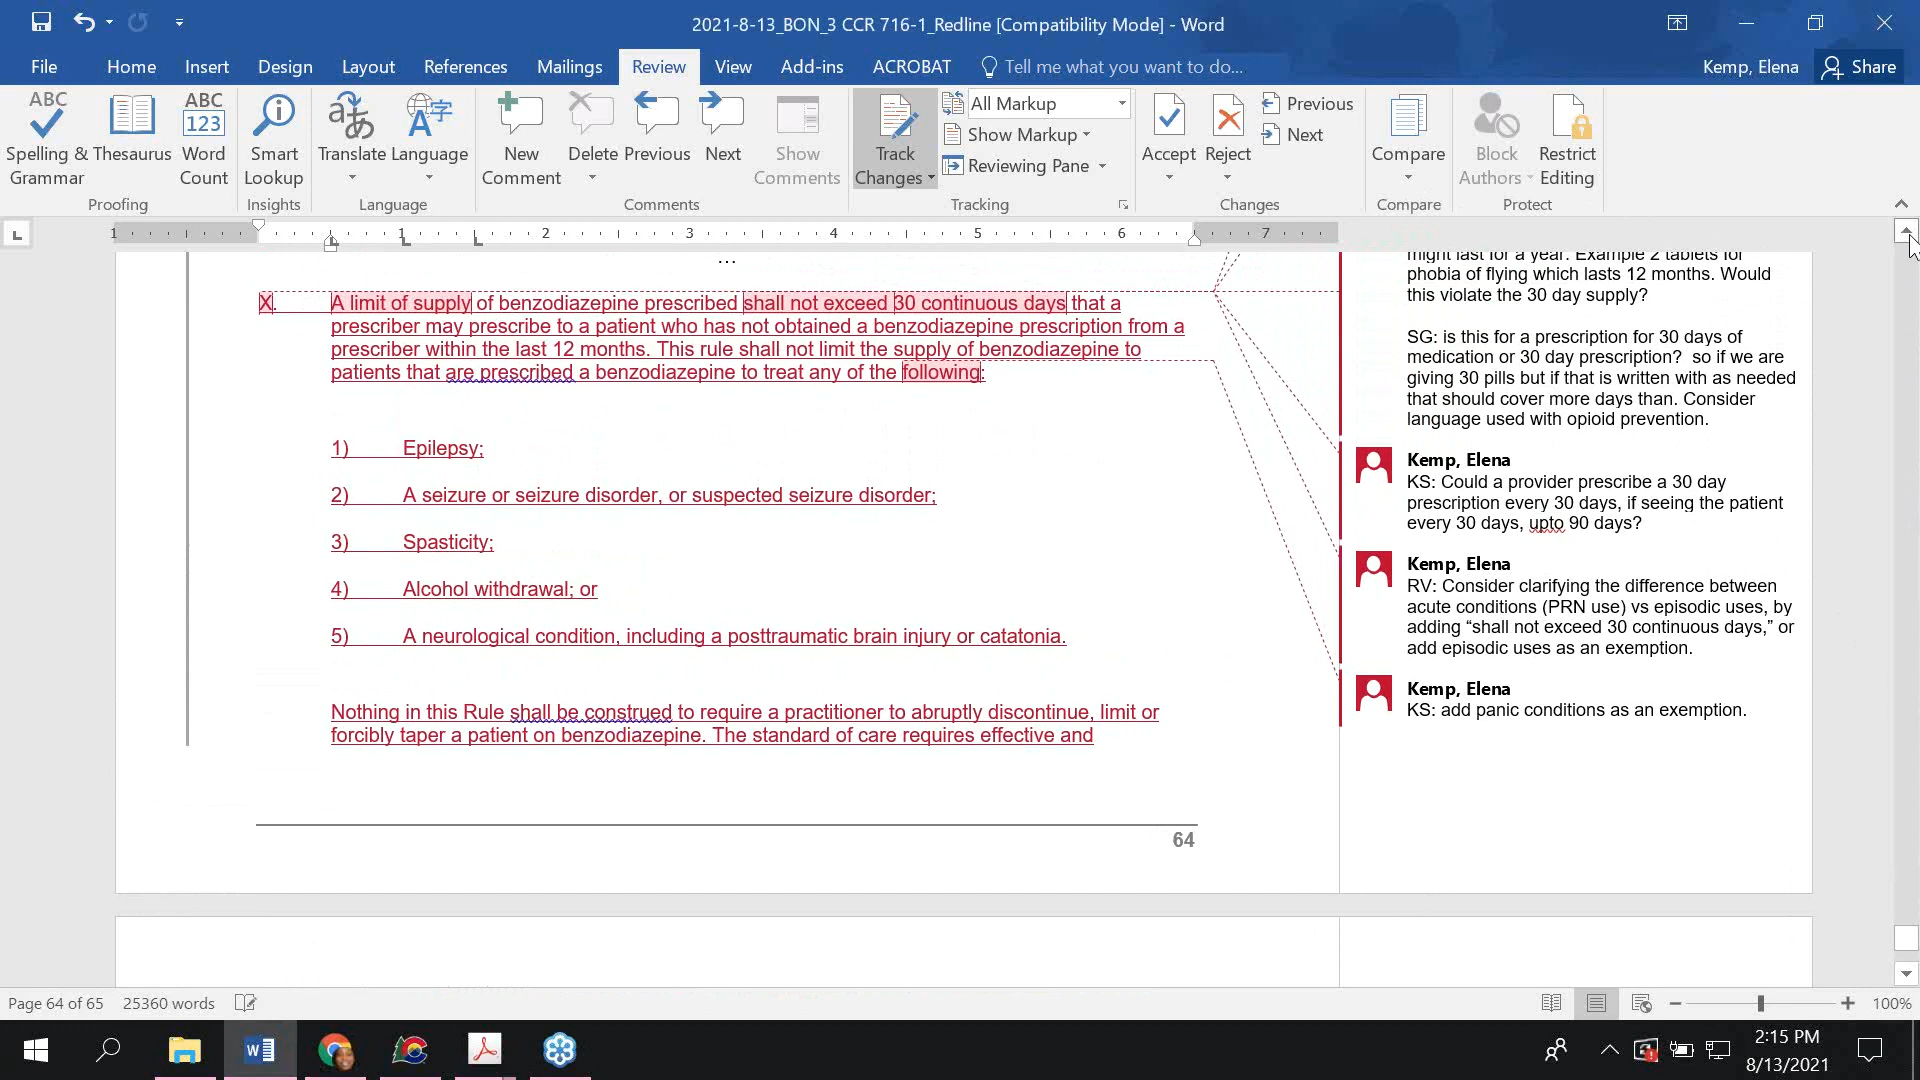 2021-8-13_BON_3 CCR 716-1_Redline [Compatibility Mode] - Word
File Home Insert Design Layout References Mailings Review View Add-ins ACROBAT Tell me what you want to do... Kemp, Elena Share
Spelling & Grammar
Thesaurus
Word Count
Smart Lookup
Translate
Language
New Comment
Delete
Previous
Next
Show Comments
Track Changes
All Markup
Show Markup
Reviewing Pane
Accept
Reject
Previous
Next
Compare
Block Authors
Restrict Editing
Proofing Insights Language Comments Tracking Changes Compare Protect
1 1 2 3 4 5 6 7
...
X. A limit of supply of benzodiazepine prescribed shall not exceed 30 continuous days that a
prescriber may prescribe to a patient who has not obtained a benzodiazepine prescription from a
prescriber within the last 12 months. This rule shall not limit the supply of benzodiazepine to
patients that are prescribed a benzodiazepine to treat any of the following:
1) Epilepsy;
2) A seizure or seizure disorder, or suspected seizure disorder;
3) Spasticity;
4) Alcohol withdrawal; or
5) A neurological condition, including a posttraumatic brain injury or catatonia.
Nothing in this Rule shall be construed to require a practitioner to abruptly discontinue, limit or
forcibly taper a patient on benzodiazepine. The standard of care requires effective and
64
might last for a year. Example 2 tablets for
phobia of flying which lasts 12 months. Would
this violate the 30 day supply?
SG: is this for a prescription for 30 days of
medication or 30 day prescription? so if we are
giving 30 pills but if that is written with as needed
that should cover more days than. Consider
language used with opioid prevention.
Kemp, Elena
KS: Could a provider prescribe a 30 day
prescription every 30 days, if seeing the patient
every 30 days, upto 90 days?
Kemp, Elena
RV: Consider clarifying the difference between
acute conditions (PRN use) vs episodic uses, by
adding “shall not exceed 30 continuous days,” or
add episodic uses as an exemption.
Kemp, Elena
KS: add panic conditions as an exemption.
Page 64 of 65 25360 words 100%
2:15 PM
8/13/2021